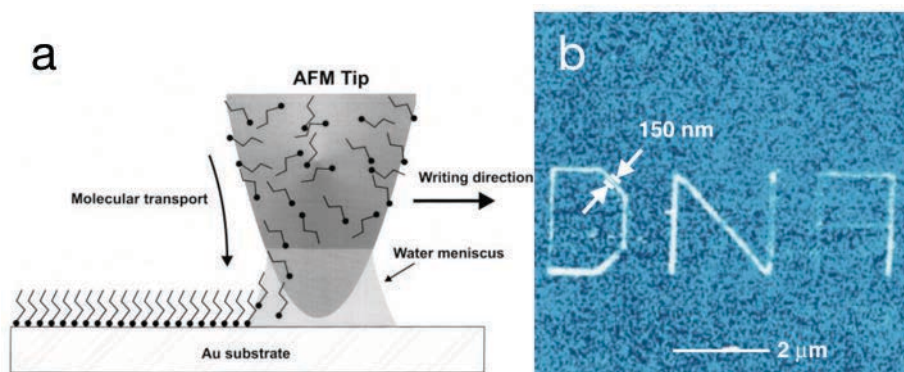 a
AFM Tip
Molecular transport
Writing direction
Water meniscus
Au substrate
b
150 nm
DNA
2 μm